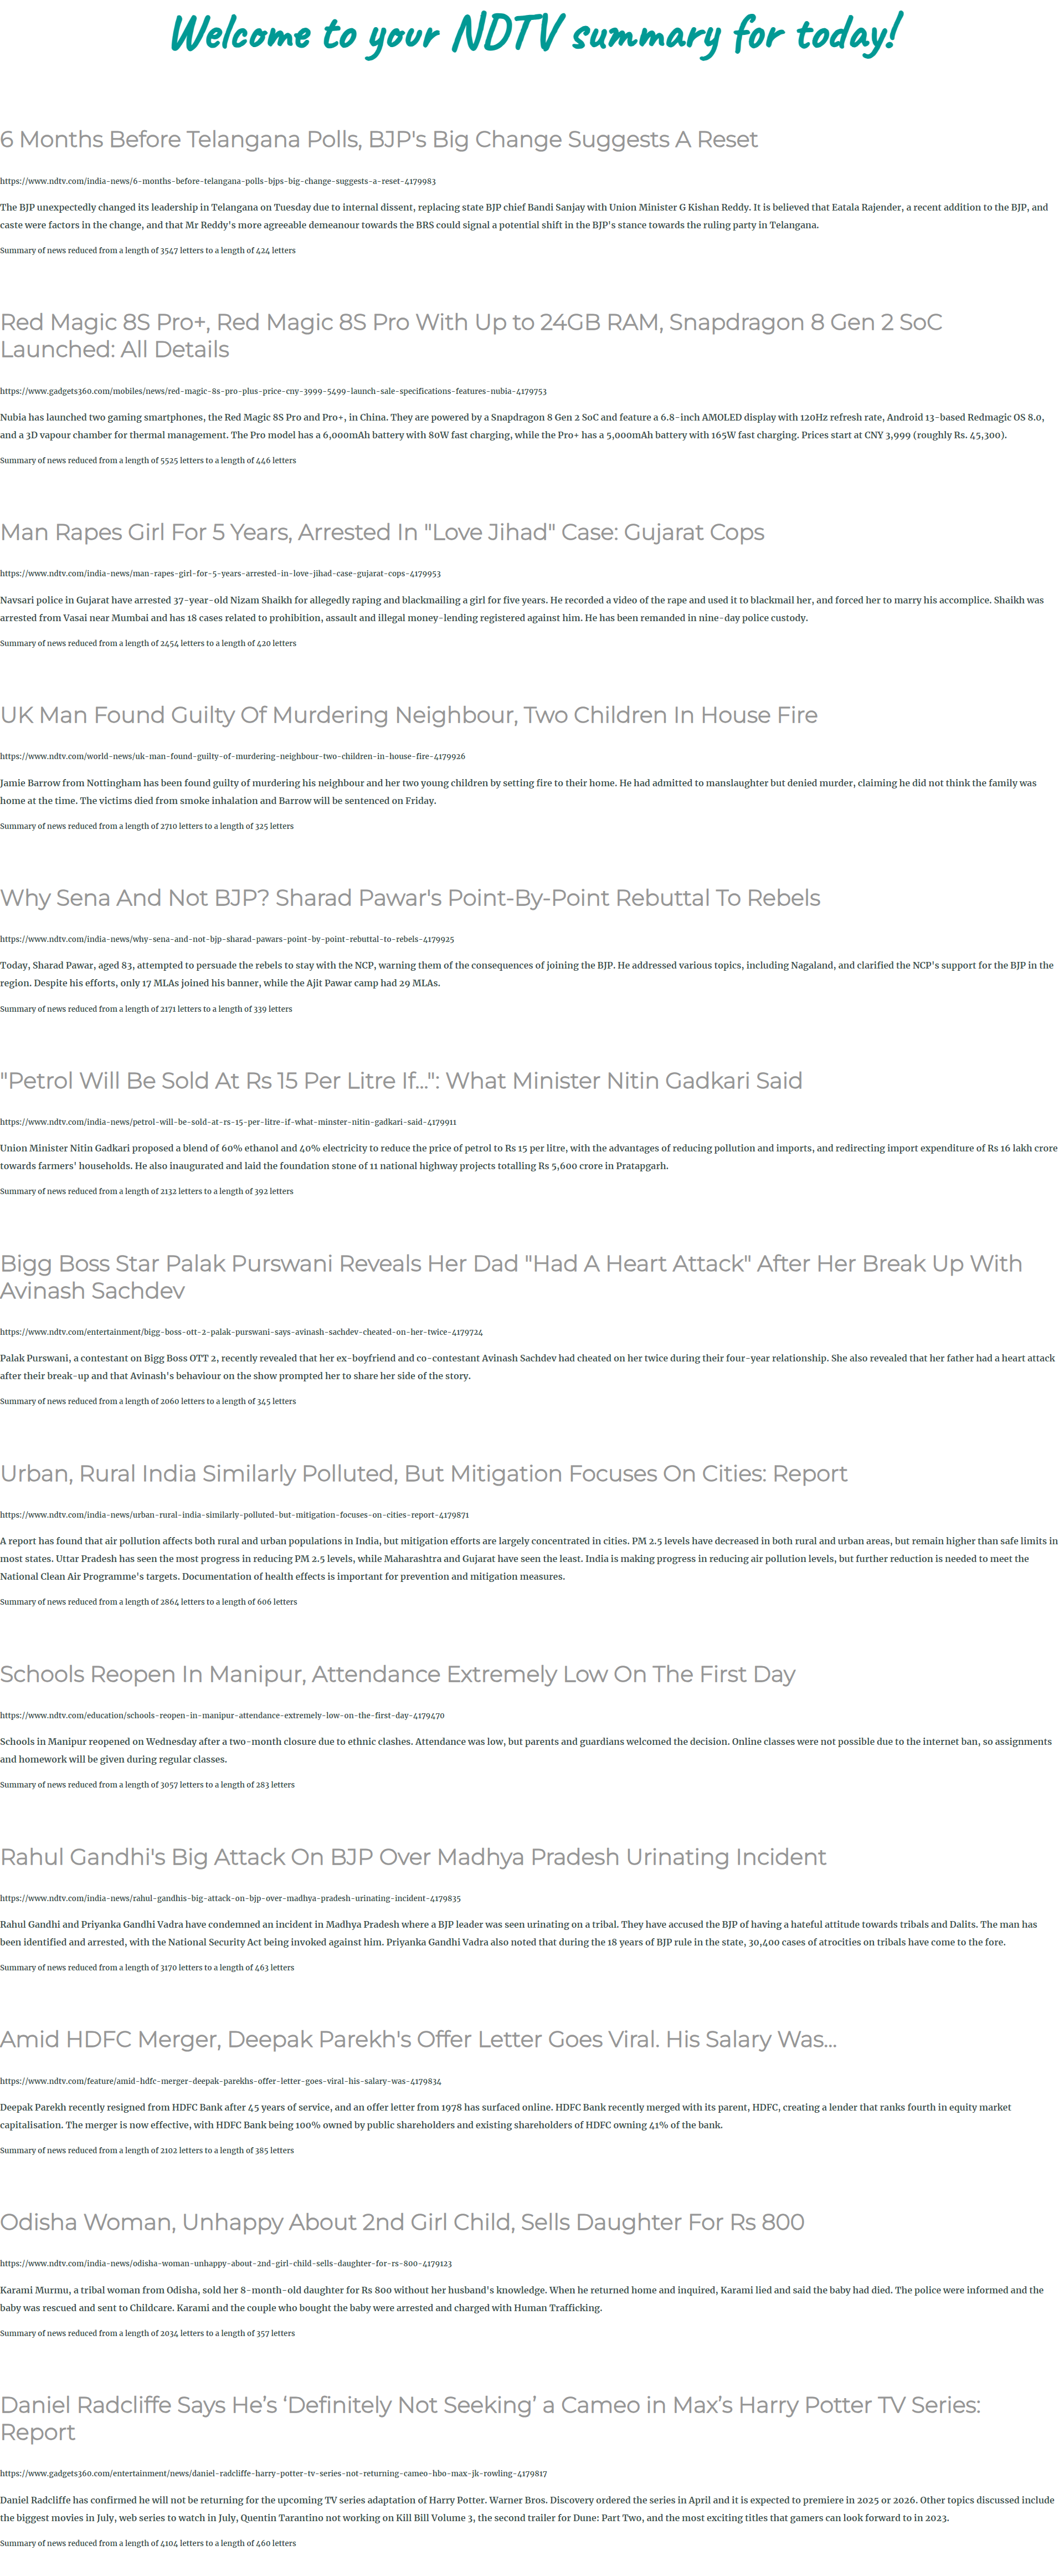 Welcome to your NDTV summary for today!
6 Months Before Telangana Polls, BJP's Big Change Suggests A Reset
https://www.ndtv.com/india-news/6-months-before-telangana-polls-bjps-big-change-suggests-a-reset-4179983
The BJP unexpectedly changed its leadership in Telangana on Tuesday due to internal dissent, replacing state BJP chief Bandi Sanjay with Union Minister G Kishan Reddy. It is believed that Eatala Rajender, a recent addition to the BJP, and
caste were factors in the change, and that Mr Reddy's more agreeable demeanour towards the BRS could signal a potential shift in the BJP's stance towards the ruling party in Telangana.
Summary of news reduced from a length of 3547 letters to a length of 424 letters
Red Magic 8S Pro+, Red Magic 8S Pro With Up to 24GB RAM, Snapdragon 8 Gen 2 SoC
Launched: All Details
https://www.gadgets360.com/mobiles/news/red-magic-8s-pro-plus-price-cny-3999-5499-launch-sale-specifications-features-nubia-4179753
Nubia has launched two gaming smartphones, the Red Magic 8S Pro and Pro+, in China. They are powered by a Snapdragon 8 Gen 2 SoC and feature a 6.8-inch AMOLED display with 120Hz refresh rate, Android 13-based Redmagic OS 8.0,
and a 3D vapour chamber for thermal management. The Pro model has a 6,000mAh battery with 80W fast charging, while the Pro+ has a 5,000mAh battery with 165W fast charging. Prices start at CNY 3,999 (roughly Rs. 45,300).
Summary of news reduced from a length of 5525 letters to a length of 446 letters
Man Rapes Girl For 5 Years, Arrested In "Love Jihad" Case: Gujarat Cops
https://www.ndtv.com/india-news/man-rapes-girl-for-5-years-arrested-in-love-jihad-case-gujarat-cops-4179953
Navsari police in Gujarat have arrested 37-year-old Nizam Shaikh for allegedly raping and blackmailing a girl for five years. He recorded a video of the rape and used it to blackmail her, and forced her to marry his accomplice. Shaikh was
arrested from Vasai near Mumbai and has 18 cases related to prohibition, assault and illegal money-lending registered against him. He has been remanded in nine-day police custody.
Summary of news reduced from a length of 2454 letters to a length of 420 letters
UK Man Found Guilty Of Murdering Neighbour, Two Children In House Fire
https://www.ndtv.com/world-news/uk-man-found-guilty-of-murdering-neighbour-two-children-in-house-fire-4179926
Jamie Barrow from Nottingham has been found guilty of murdering his neighbour and her two young children by setting fire to their home. He had admitted to manslaughter but denied murder, claiming he did not think the family was
home at the time. The victims died from smoke inhalation and Barrow will be sentenced on Friday.
Summary of news reduced from a length of 2710 letters to a length of 325 letters
Why Sena And Not BJP? Sharad Pawar's Point-By-Point Rebuttal To Rebels
https://www.ndtv.com/india-news/why-sena-and-not-bjp-sharad-pawars-point-by-point-rebuttal-to-rebels-4179925
Today, Sharad Pawar, aged 83, attempted to persuade the rebels to stay with the NCP, warning them of the consequences of joining the BJP. He addressed various topics, including Nagaland, and clarified the NCP's support for the BJP in the
region. Despite his efforts, only 17 MLAs joined his banner, while the Ajit Pawar camp had 29 MLAs.
Summary of news reduced from a length of 2171 letters to a length of 339 letters
"Petrol Will Be Sold At Rs 15 Per Litre If...": What Minister Nitin Gadkari Said
https://www.ndtv.com/india-news/petrol-will-be-sold-at-rs-15-per-litre-if-what-minster-nitin-gadkari-said-4179911
Union Minister Nitin Gadkari proposed a blend of 60% ethanol and 40% electricity to reduce the price of petrol to Rs 15 per litre, with the advantages of reducing pollution and imports, and redirecting import expenditure of Rs 16 lakh crore
towards farmers' households. He also inaugurated and laid the foundation stone of 11 national highway projects totalling Rs 5,600 crore in Pratapgarh.
Summary of news reduced from a length of 2132 letters to a length of 392 letters
Bigg Boss Star Palak Purswani Reveals Her Dad "Had A Heart Attack" After Her Break Up With
Avinash Sachdev
https://www.ndtv.com/entertainment/bigg-boss-ott-2-palak-purswani-says-avinash-sachdev-cheated-on-her-twice-4179724
Palak Purswani, a contestant on Bigg Boss OTT 2, recently revealed that her ex-boyfriend and co-contestant Avinash Sachdev had cheated on her twice during their four-year relationship. She also revealed that her father had a heart attack
after their break-up and that Avinash's behaviour on the show prompted her to share her side of the story.
Summary of news reduced from a length of 2060 letters to a length of 345 letters
Urban, Rural India Similarly Polluted, But Mitigation Focuses On Cities: Report
https://www.ndtv.com/india-news/urban-rural-india-similarly-polluted-but-mitigation-focuses-on-cities-report-4179871
A report has found that air pollution affects both rural and urban populations in India, but mitigation efforts are largely concentrated in cities. PM 2.5 levels have decreased in both rural and urban areas, but remain higher than safe limits in
most states. Uttar Pradesh has seen the most progress in reducing PM 2.5 levels, while Maharashtra and Gujarat have seen the least. India is making progress in reducing air pollution levels, but further reduction is needed to meet the
National Clean Air Programme's targets. Documentation of health effects is important for prevention and mitigation measures.
Summary of news reduced from a length of 2864 letters to a length of 606 letters
Schools Reopen In Manipur, Attendance Extremely Low On The First Day
https://www.ndtv.com/education/schools-reopen-in-manipur-attendance-extremely-low-on-the-first-day-4179470
Schools in Manipur reopened on Wednesday after a two-month closure due to ethnic clashes. Attendance was low, but parents and guardians welcomed the decision. Online classes were not possible due to the internet ban, so assignments
and homework will be given during regular classes.
Summary of news reduced from a length of 3057 letters to a length of 283 letters
Rahul Gandhi's Big Attack On BJP Over Madhya Pradesh Urinating Incident
https://www.ndtv.com/india-news/rahul-gandhis-big-attack-on-bjp-over-madhya-pradesh-urinating-incident-4179835
Rahul Gandhi and Priyanka Gandhi Vadra have condemned an incident in Madhya Pradesh where a BJP leader was seen urinating on a tribal. They have accused the BJP of having a hateful attitude towards tribals and Dalits. The man has
been identified and arrested, with the National Security Act being invoked against him. Priyanka Gandhi Vadra also noted that during the 18 years of BJP rule in the state, 30,400 cases of atrocities on tribals have come to the fore.
Summary of news reduced from a length of 3170 letters to a length of 463 letters
Amid HDFC Merger, Deepak Parekh's Offer Letter Goes Viral. His Salary Was...
https://www.ndtv.com/feature/amid-hdfc-merger-deepak-parekhs-offer-letter-goes-viral-his-salary-was-4179834
Deepak Parekh recently resigned from HDFC Bank after 45 years of service, and an offer letter from 1978 has surfaced online. HDFC Bank recently merged with its parent, HDFC, creating a lender that ranks fourth in equity market
capitalisation. The merger is now effective, with HDFC Bank being 100% owned by public shareholders and existing shareholders of HDFC owning 41% of the bank.
Summary of news reduced from a length of 2102 letters to a length of 385 letters
Odisha Woman, Unhappy About 2nd Girl Child, Sells Daughter For Rs 800
https://www.ndtv.com/india-news/odisha-woman-unhappy-about-2nd-girl-child-sells-daughter-for-rs-800-4179123
Karami Murmu, a tribal woman from Odisha, sold her 8-month-old daughter for Rs 800 without her husband's knowledge. When he returned home and inquired, Karami lied and said the baby had died. The police were informed and the
baby was rescued and sent to Childcare. Karami and the couple who bought the baby were arrested and charged with Human Trafficking.
Summary of news reduced from a length of 2034 letters to a length of 357 letters
Daniel Radcliffe Says He’s ‘Definitely Not Seeking’ a Cameo in Max’s Harry Potter TV Series:
Report
https://www.gadgets360.com/entertainment/news/daniel-radcliffe-harry-potter-tv-series-not-returning-cameo-hbo-max-jk-rowling-4179817
Daniel Radcliffe has confirmed he will not be returning for the upcoming TV series adaptation of Harry Potter. Warner Bros. Discovery ordered the series in April and it is expected to premiere in 2025 or 2026. Other topics discussed include
the biggest movies in July, web series to watch in July, Quentin Tarantino not working on Kill Bill Volume 3, the second trailer for Dune: Part Two, and the most exciting titles that gamers can look forward to in 2023.
Summary of news reduced from a length of 4104 letters to a length of 460 letters